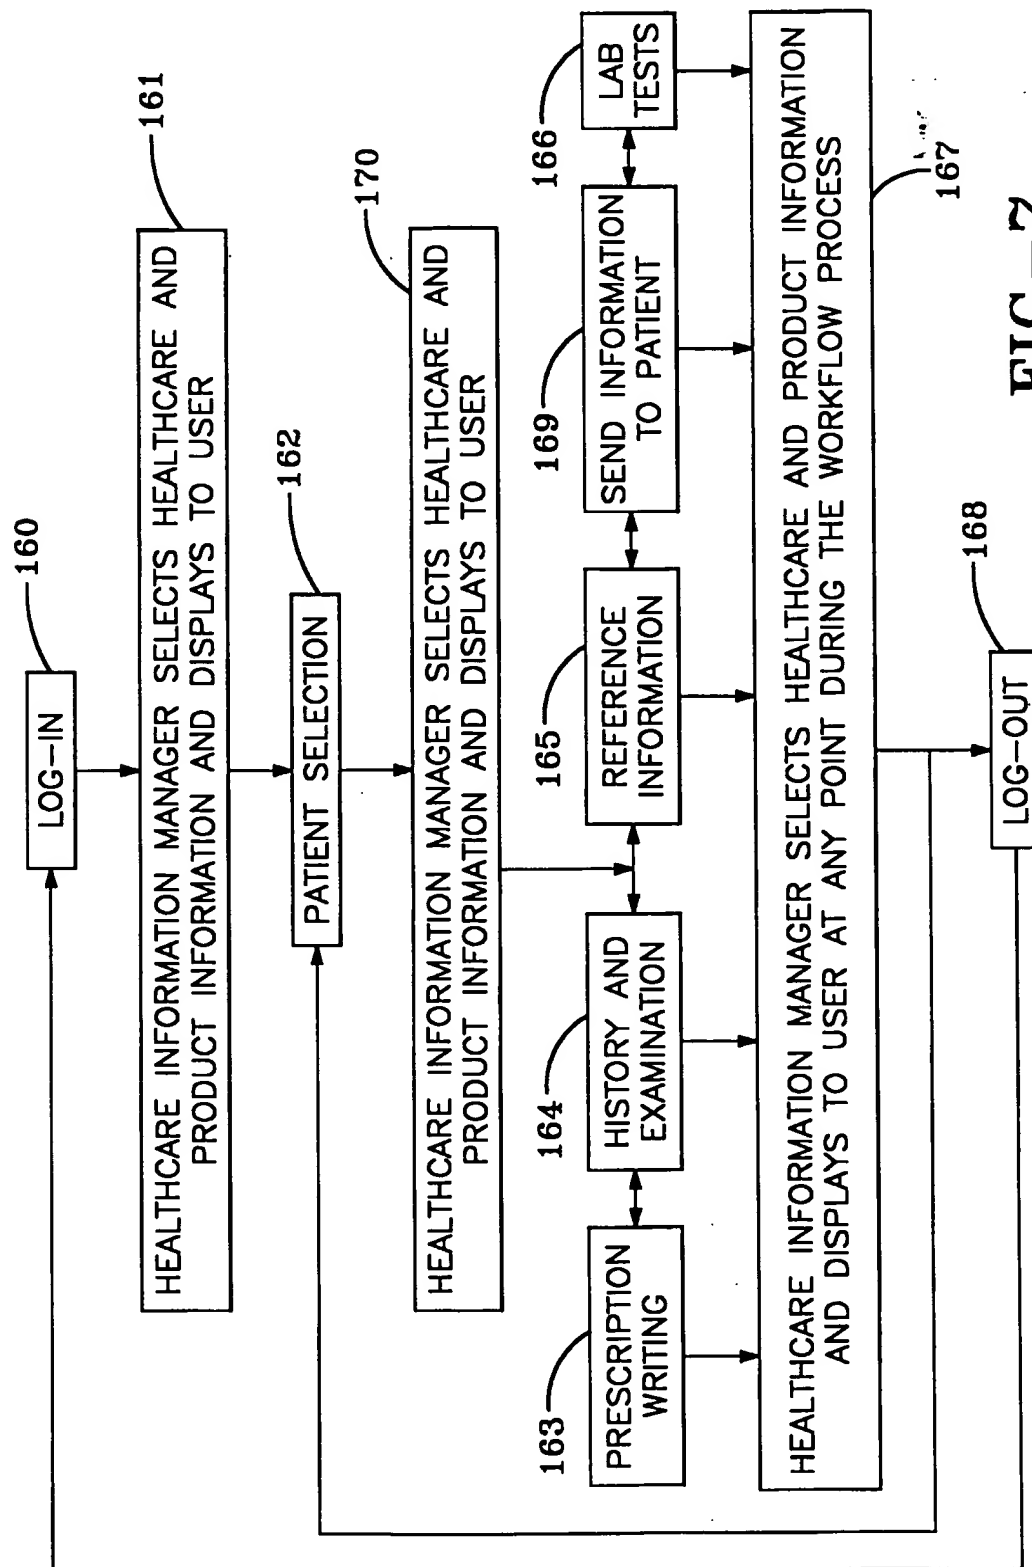 160
LOG-IN
161
HEALTHCARE INFORMATION MANAGER SELECTS HEALTHCARE AND
PRODUCT INFORMATION AND DISPLAYS TO USER
162
PATIENT SELECTION
170
HEALTHCARE INFORMATION MANAGER SELECTS HEALTHCARE AND
PRODUCT INFORMATION AND DISPLAYS TO USER
163
PRESCRIPTION
WRITING
164
HISTORY AND
EXAMINATION
165
REFERENCE
INFORMATION
169
SEND INFORMATION
TO PATIENT
166
LAB
TESTS
HEALTHCARE INFORMATION MANAGER SELECTS HEALTHCARE AND PRODUCT INFORMATION
AND DISPLAYS TO USER AT ANY POINT DURING THE WORKFLOW PROCESS
167
168
LOG-OUT
FIG-7